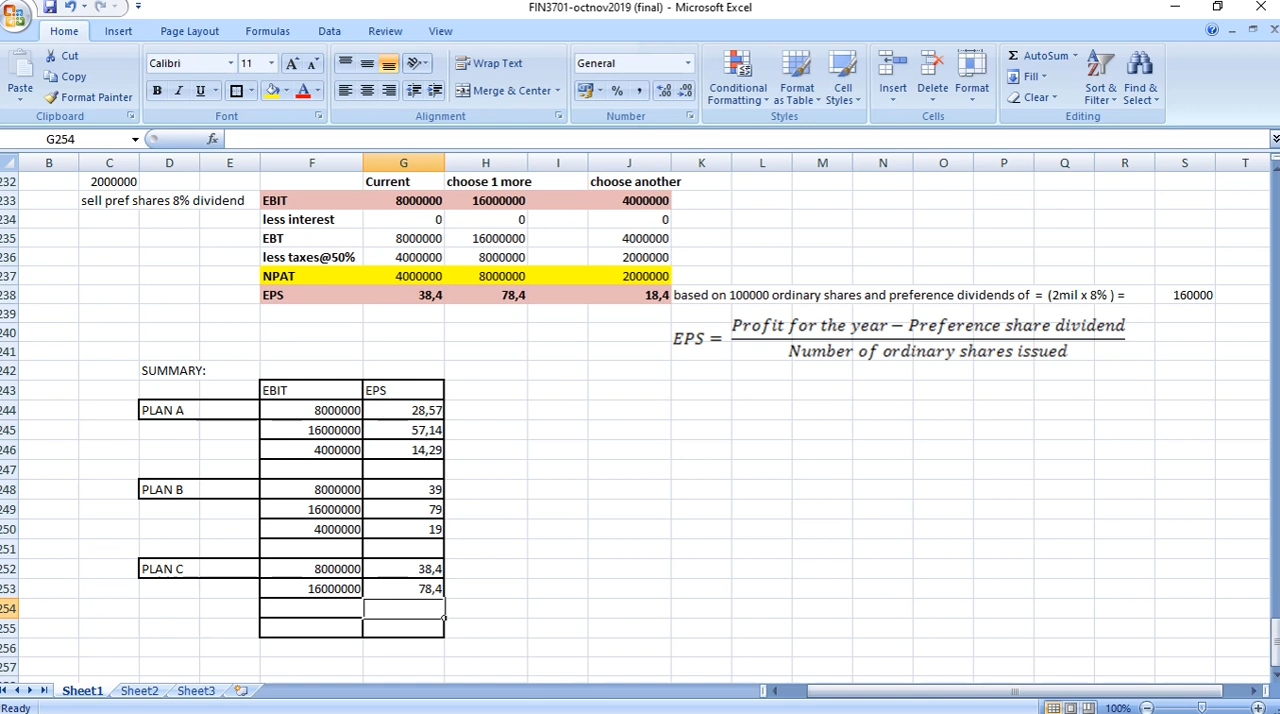 FIN3701-octnov2019 (final) - Microsoft Excel
Home Insert Page Layout Formulas Data Review View
Cut
Copy
Format Painter
Paste
Clipboard
Calibri 11
B I U
Font
Wrap Text
Merge & Center
Alignment
General
Number
Conditional Formatting
Format as Table
Cell Styles
Styles
Insert Delete Format
Cells
AutoSum
Fill
Clear
Sort & Filter
Find & Select
Editing
G254 fx
B C D E F G H I J K L M N O P Q R S T
232 2000000 Current choose 1 more choose another
233 sell pref shares 8% dividend EBIT 8000000 16000000 4000000
234 less interest 0 0 0
235 EBT 8000000 16000000 4000000
236 less taxes@50% 4000000 8000000 2000000
237 NPAT 4000000 8000000 2000000
238 EPS 38,4 78,4 18,4 based on 100000 ordinary shares and preference dividends of = (2mil x 8% ) = 160000
239
240
EPS = Profit for the year − Preference share dividend
Number of ordinary shares issued
241
242 SUMMARY:
243 EBIT EPS
244 PLAN A 8000000 28,57
245 16000000 57,14
246 4000000 14,29
247
248 PLAN B 8000000 39
249 16000000 79
250 4000000 19
251
252 PLAN C 8000000 38,4
253 16000000 78,4
254
255
256
257
Sheet1 Sheet2 Sheet3
Ready 100%